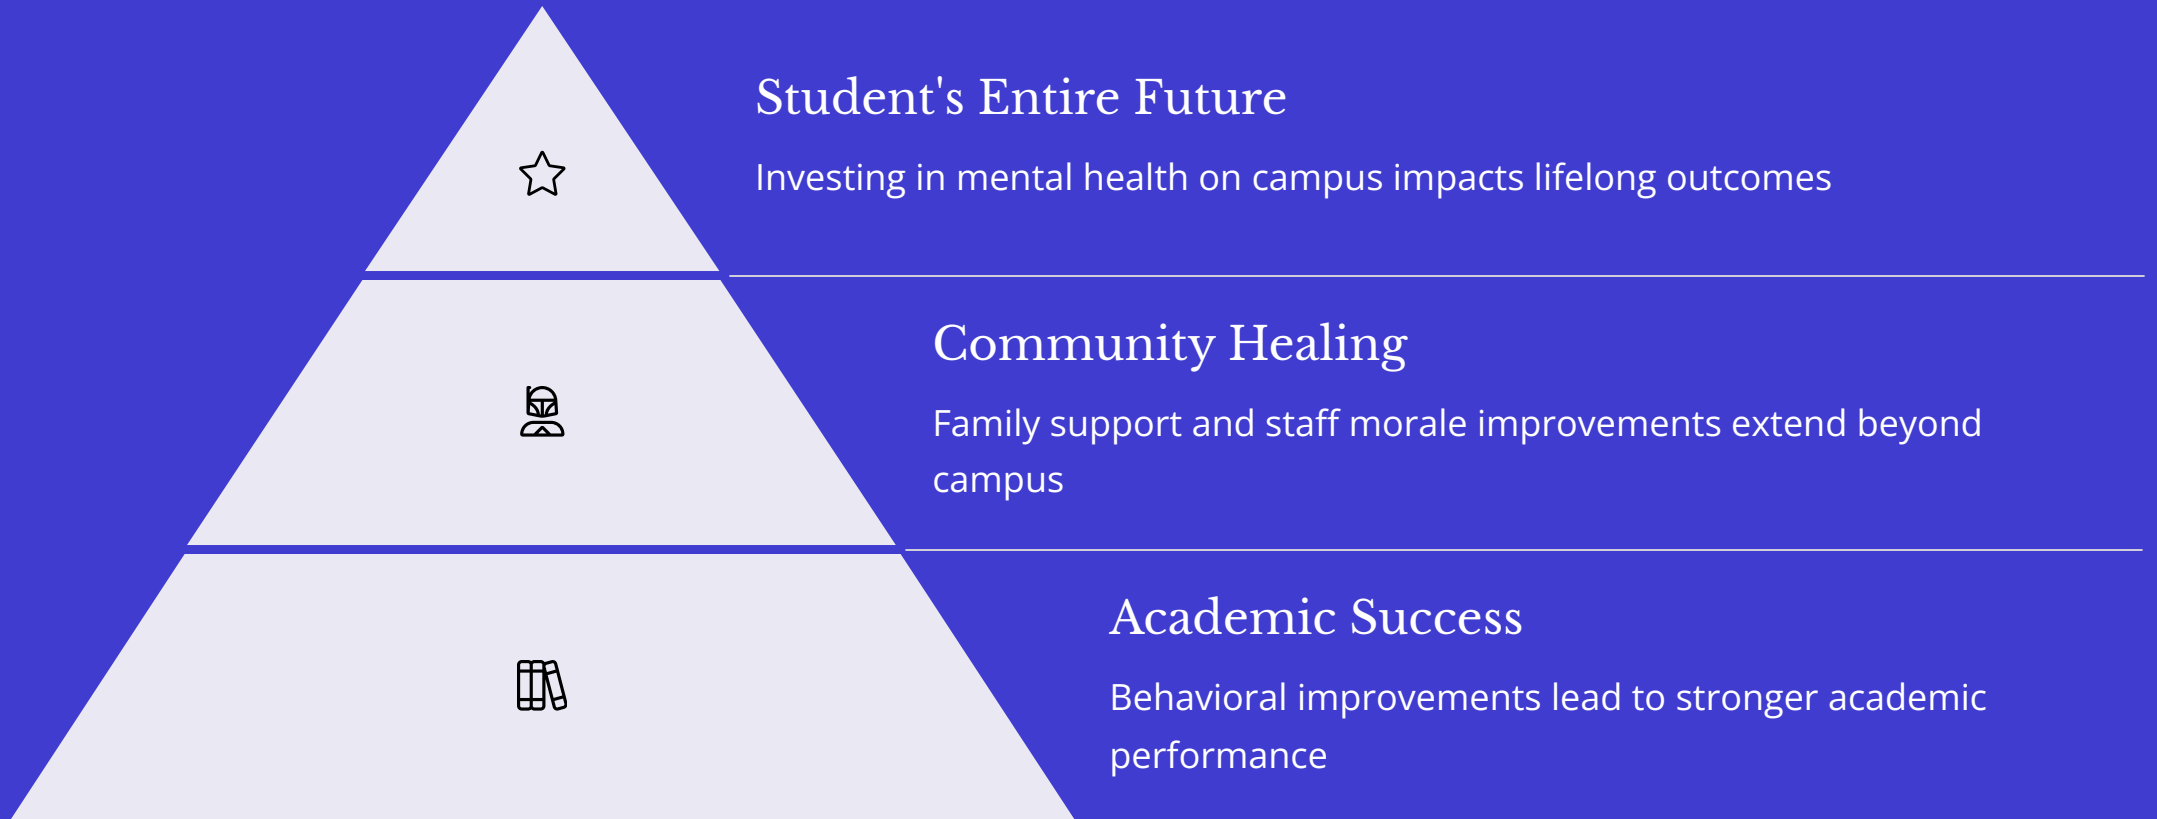 Student's Entire Future
Investing in mental health on campus impacts lifelong outcomes
Community Healing
Family support and staff morale improvements extend beyond
campus
Academic Success
Behavioral improvements lead to stronger academic
performance